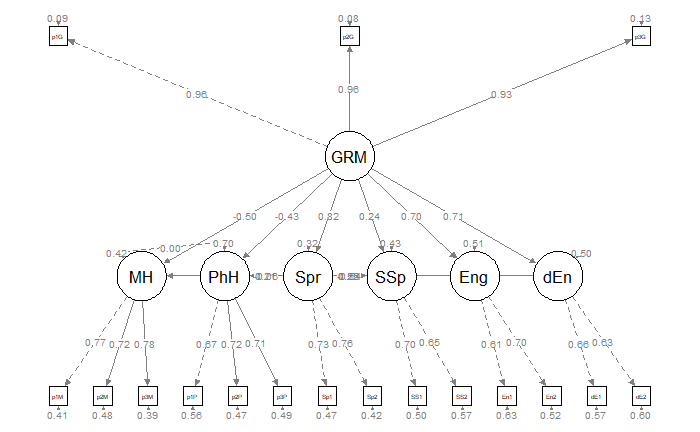 0.09 0.08 0.13
p1G p2G p3G
0.96 0.96 0.93
GRM
-0.50 -0.43 0.32 0.24 0.70 0.71
0.42 0.00 0.70 0.32 0.43 0.51 0.50
MH PhH Spr SSp Eng dEn
0.77 0.72 0.78 0.67 0.72 0.71 0.73 0.76 0.70 0.65 0.61 0.70 0.66 0.63
p1M p2M p3M p1P p2P p3P Sp1 Sp2 SS1 SS2 En1 En2 dE1 dE2
0.41 0.48 0.39 0.56 0.47 0.49 0.47 0.42 0.50 0.57 0.63 0.52 0.57 0.60